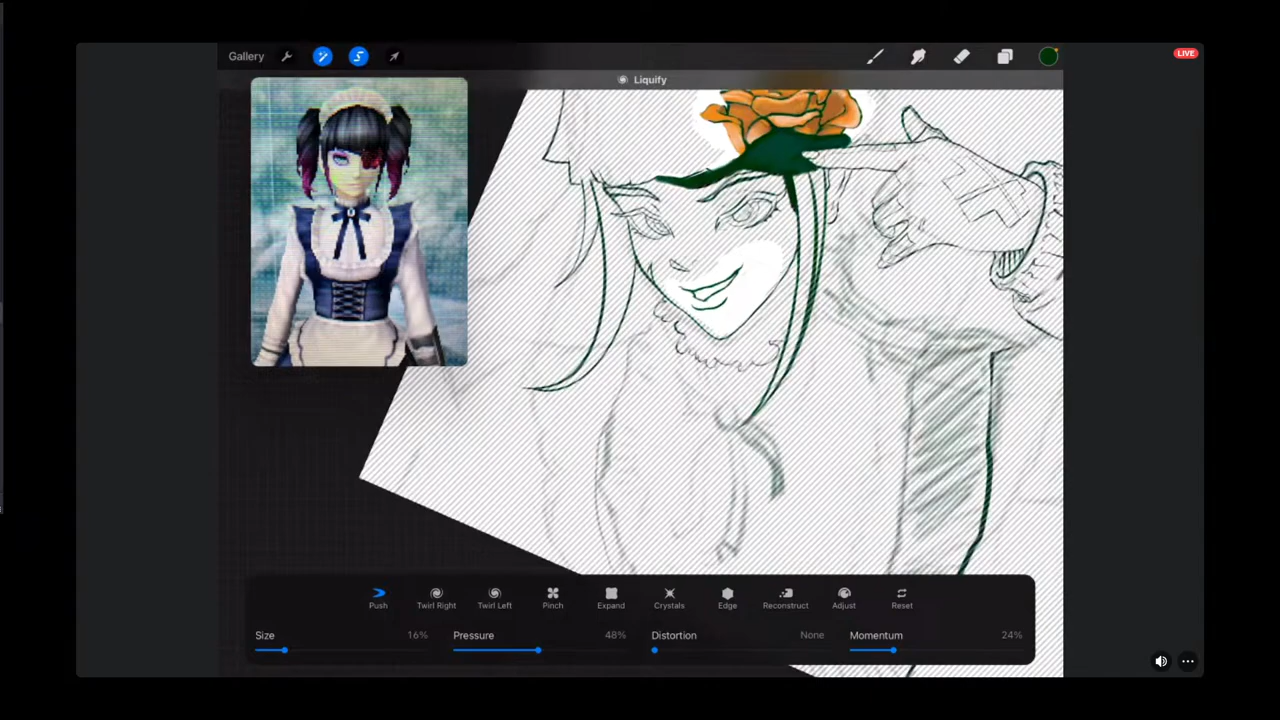 Gallery
LIVE
Liquify
Push
Twirl Right
Twirl Left
Pinch
Expand
Crystals
Edge
Reconstruct
Adjust
Reset
Size 16%
Pressure 48%
Distortion None
Momentum 24%